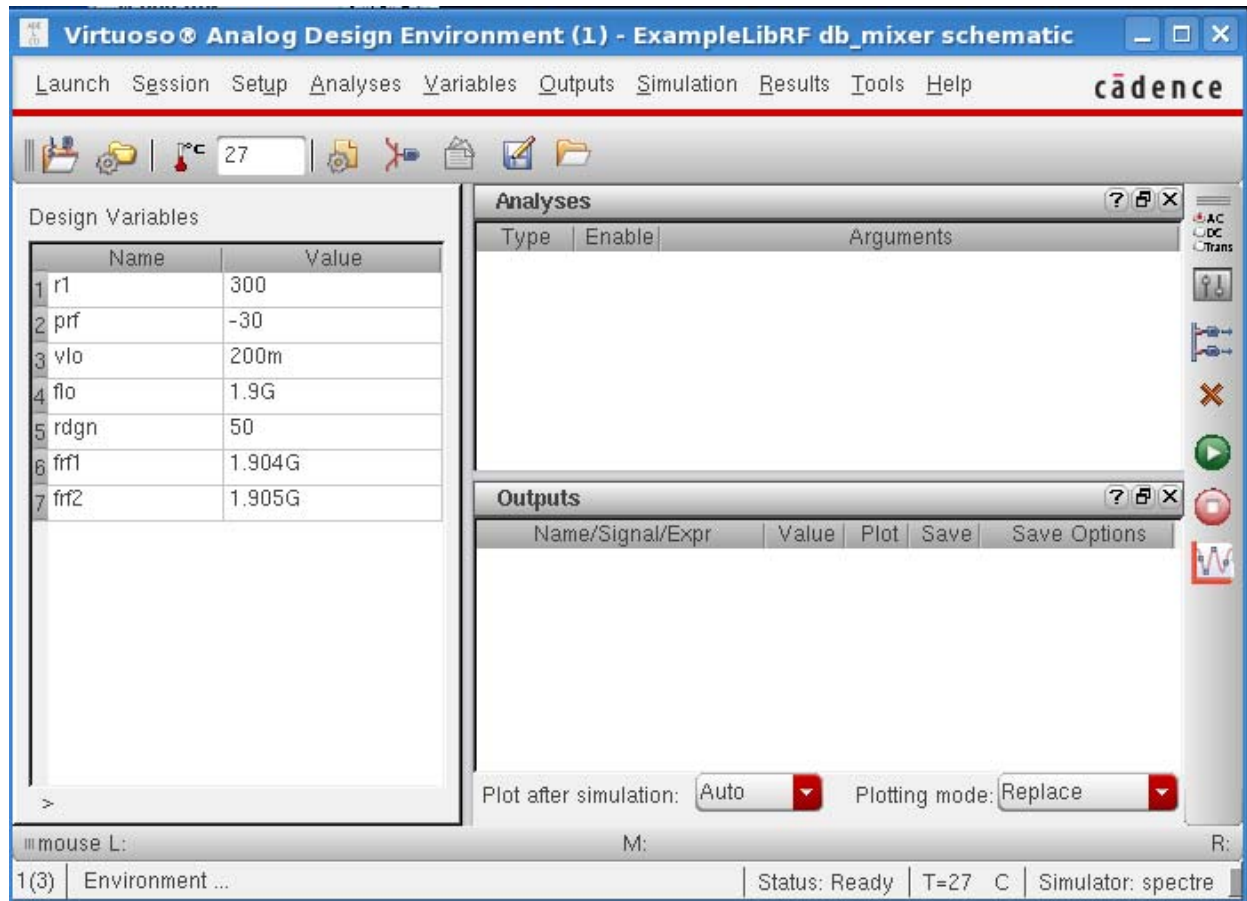 Virtuoso® Analog Design Environment (1) - ExampleLibRF db_mixer schematic
Launch Session Setup Analyses Variables Outputs Simulation Results Tools Help cādence
°C 27
Design Variables
Name Value
1 r1 300
2 prf -30
3 vlo 200m
4 flo 1.9G
5 rdgn 50
6 frf1 1.904G
7 frf2 1.905G
>
Analyses
Type Enable Arguments
AC
DC
Trans
Outputs
Name/Signal/Expr Value Plot Save Save Options
Plot after simulation: Auto Plotting mode: Replace
mouse L: M: R:
1(3) Environment ... Status: Ready T=27 C Simulator: spectre